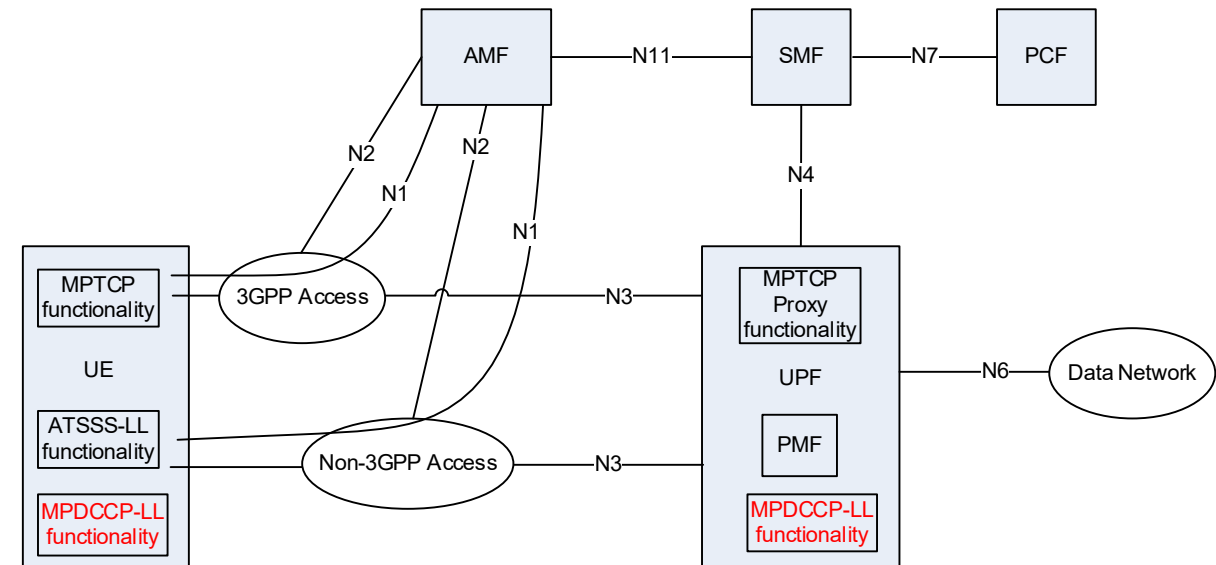 AMF
N11
SMF
N7
PCF
N2
N1
N2
N1
N4
MPTCP
functionality
3GPP Access
N3
MPTCP
Proxy
functionality
UE
UPF
N6
Data Network
ATSSS-LL
functionality
Non-3GPP Access
N3
PMF
MPDCCP-LL
functionality
MPDCCP-LL
functionality